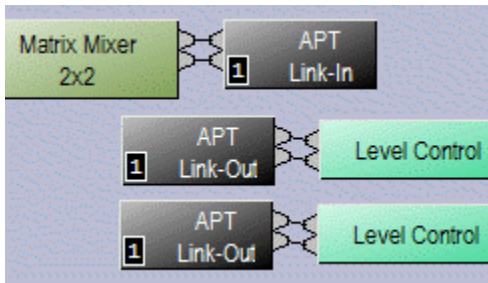 Matrix Mixer
2x2
APT
1 Link-In
APT
1 Link-Out
Level Control
APT
1 Link-Out
Level Control